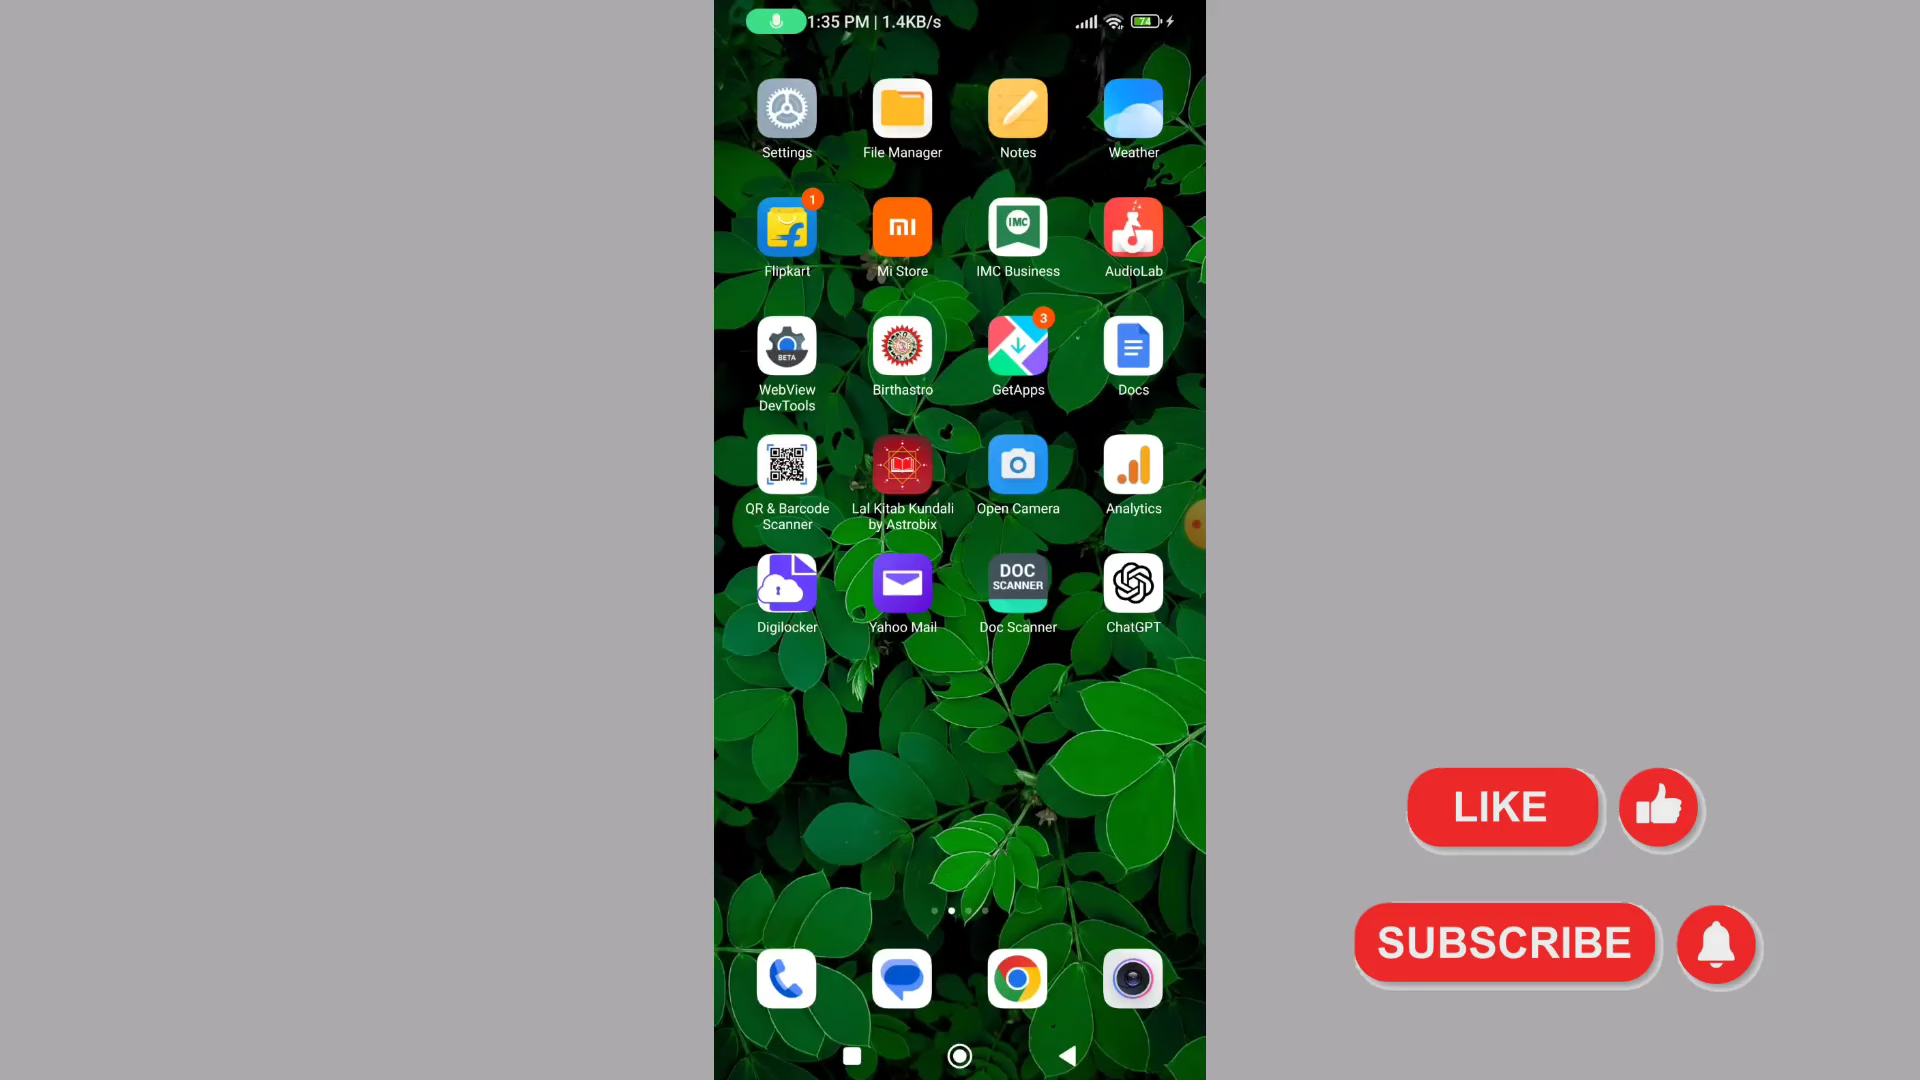 1:35 PM | 1.4KB/s
74
Settings
File Manager
Notes
Weather
1
mi
IMC
Flipkart
Mi Store
IMC Business
AudioLab
BETA
3
WebView
DevTools
Birthastro
GetApps
Docs
QR & Barcode
Scanner
Lal Kitab Kundali
by Astrobix
Open Camera
Analytics
DOC
SCANNER
Digilocker
Yahoo Mail
Doc Scanner
ChatGPT
LIKE
SUBSCRIBE